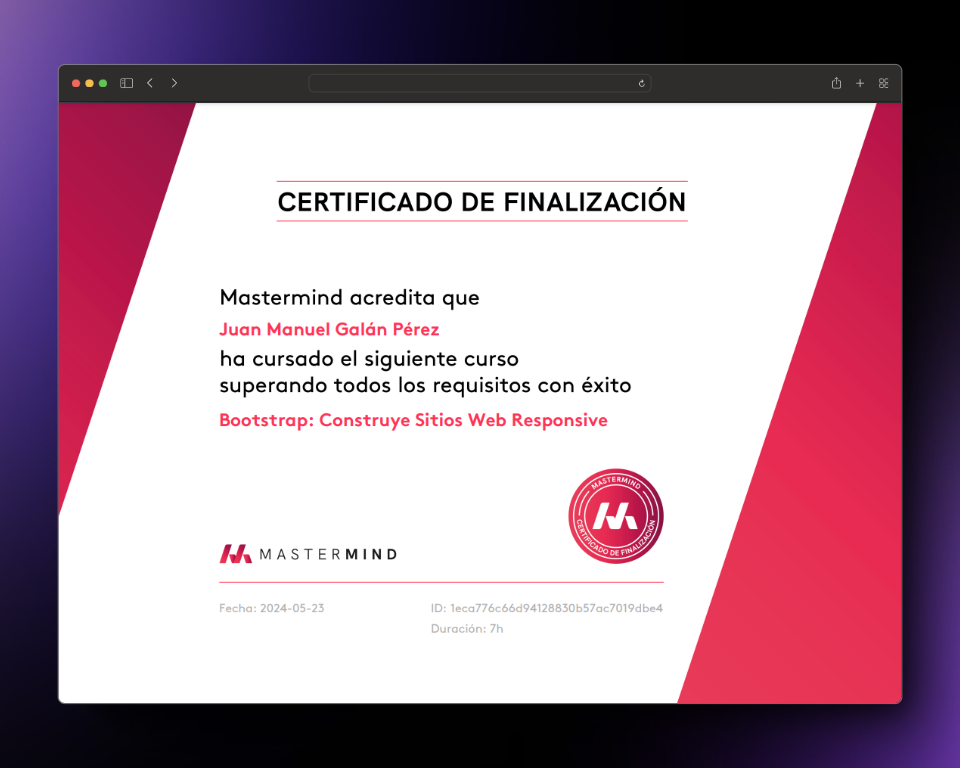 CERTIFICADO DE FINALIZACIÓN
Mastermind acredita que
Juan Manuel Galán Pérez
ha cursado el siguiente curso
superando todos los requisitos con éxito
Bootstrap: Construye Sitios Web Responsive
MASTERMIND
CERTIFICADO DE FINALIZACIÓN
MASTERMIND
Fecha: 2024-05-23
ID: 1eca776c66d94128830b57ac7019dbe4
Duración: 7h